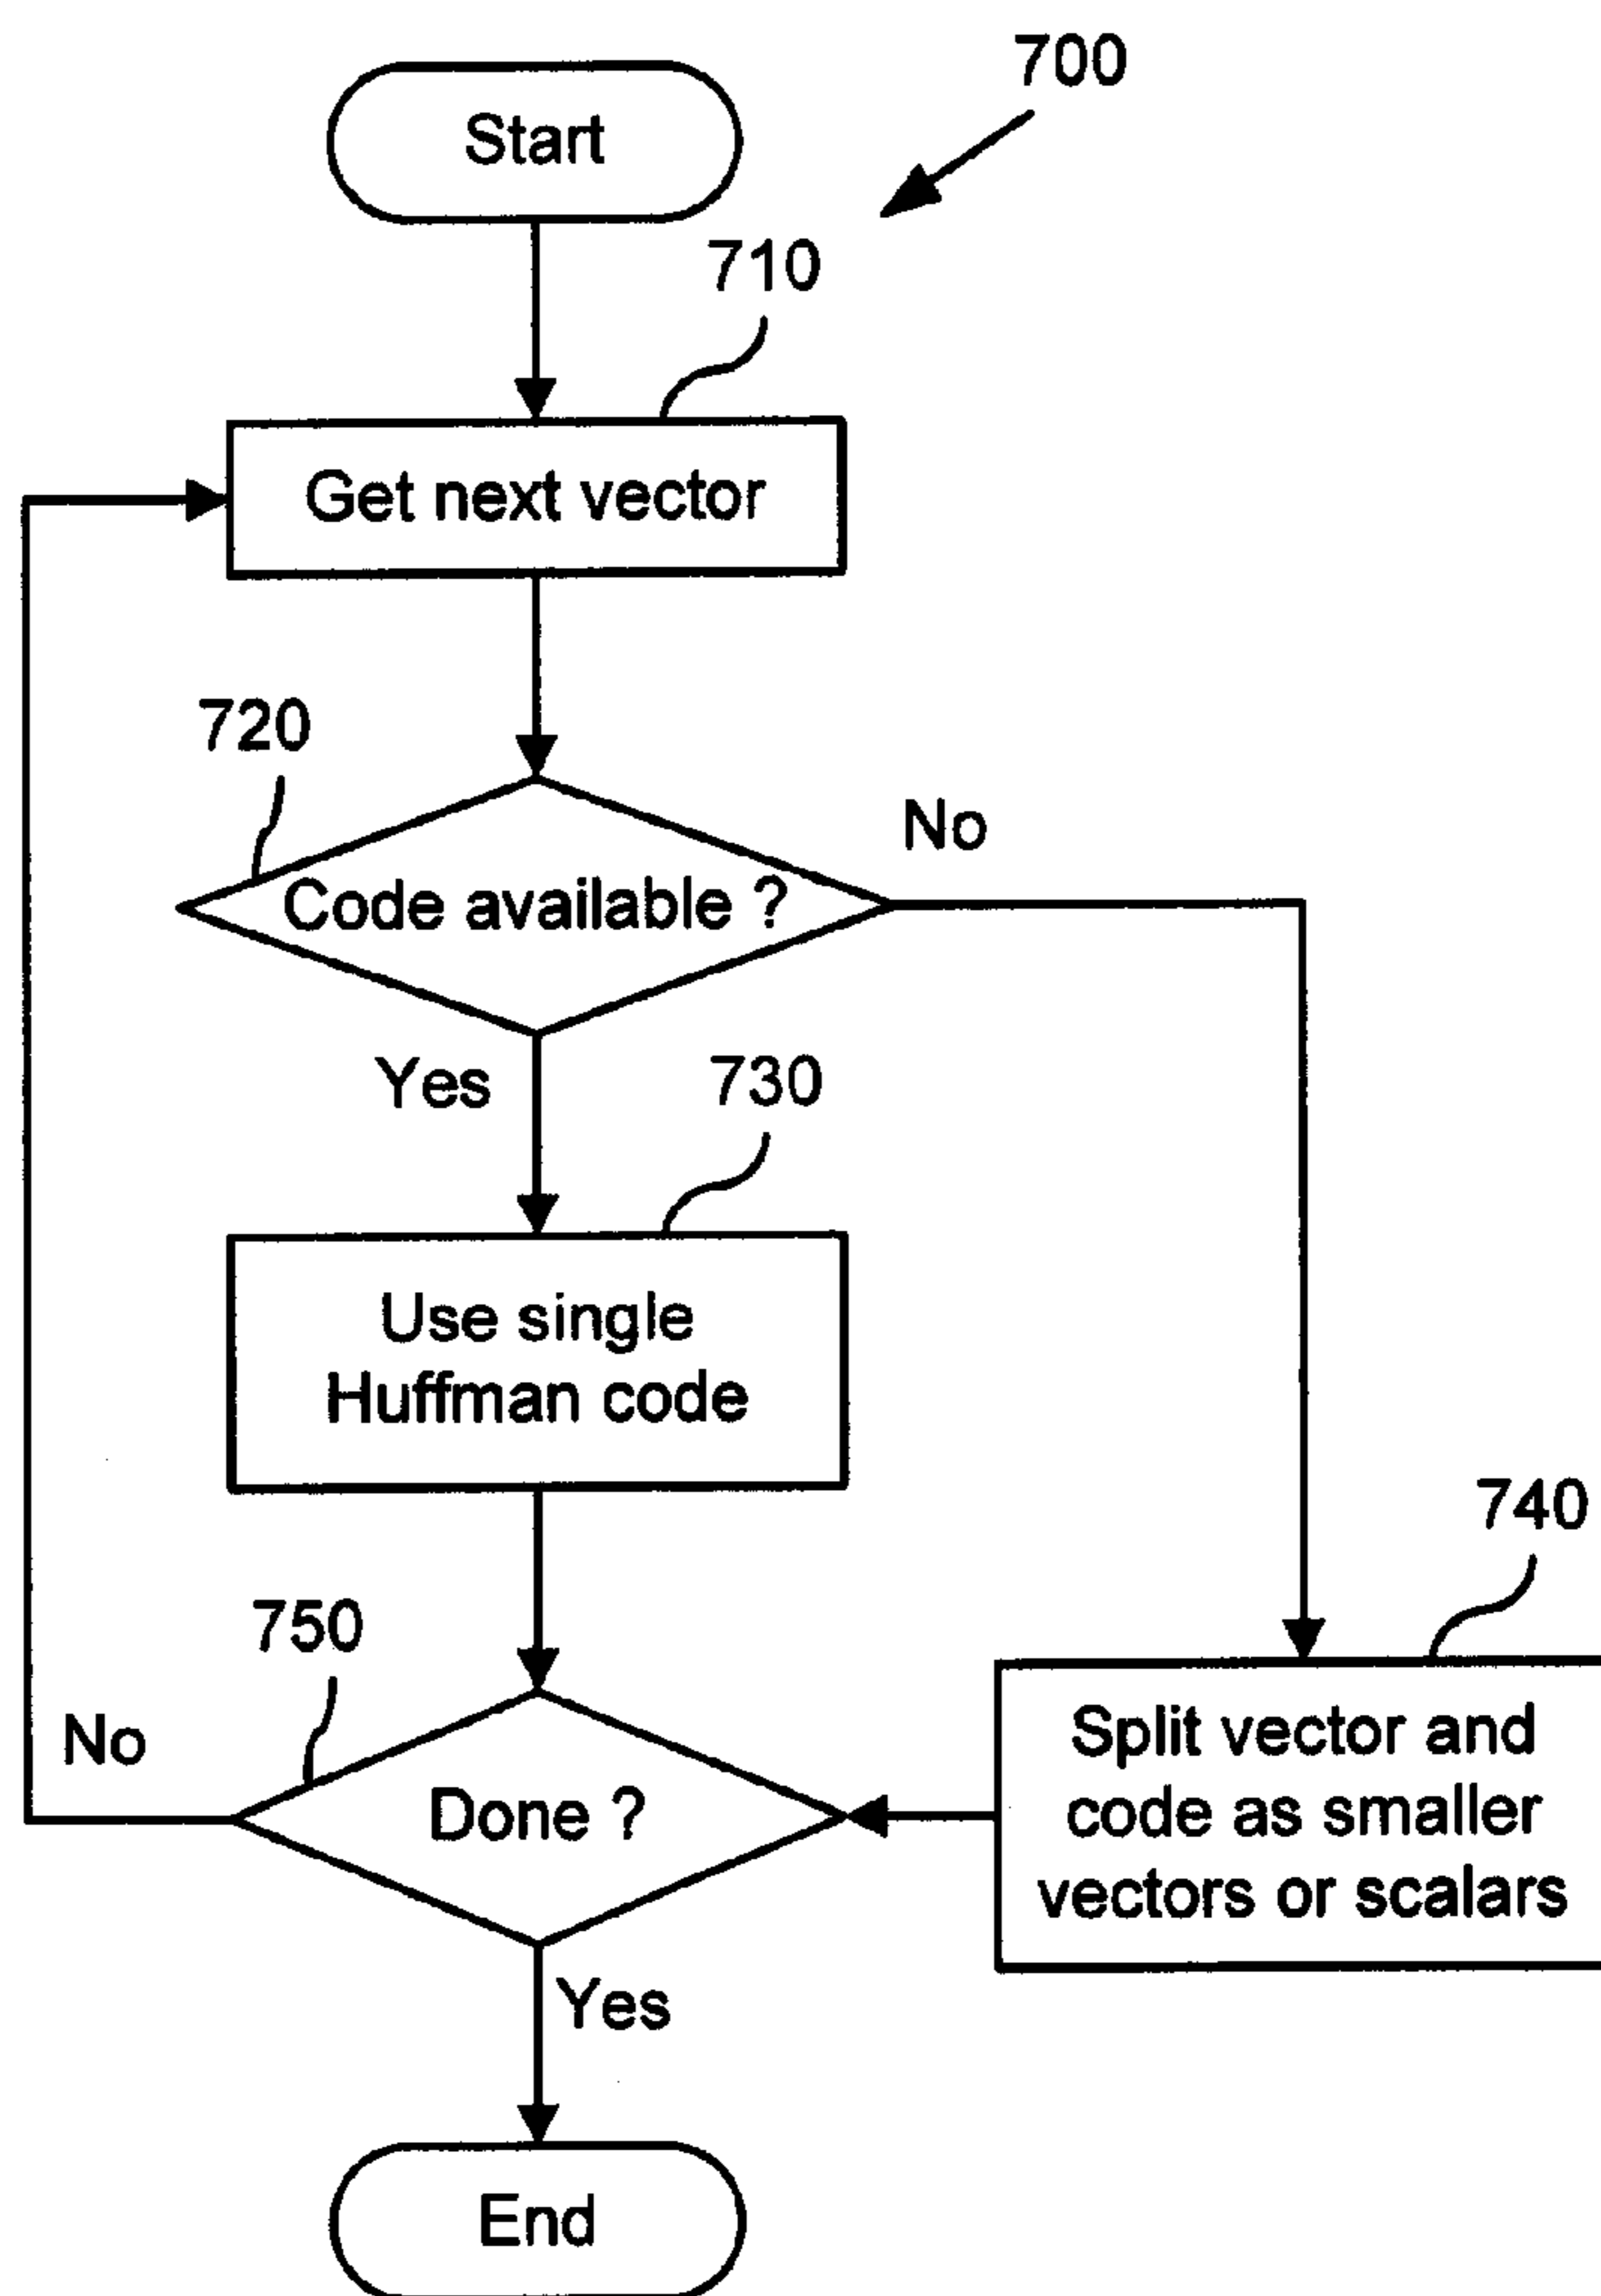 700
Start
710
Get next vector
720
Code available ?
No
Yes
730
Use single
Huffman code
740
750
No
Done ?
Split vector and
code as smaller
vectors or scalars
Yes
End